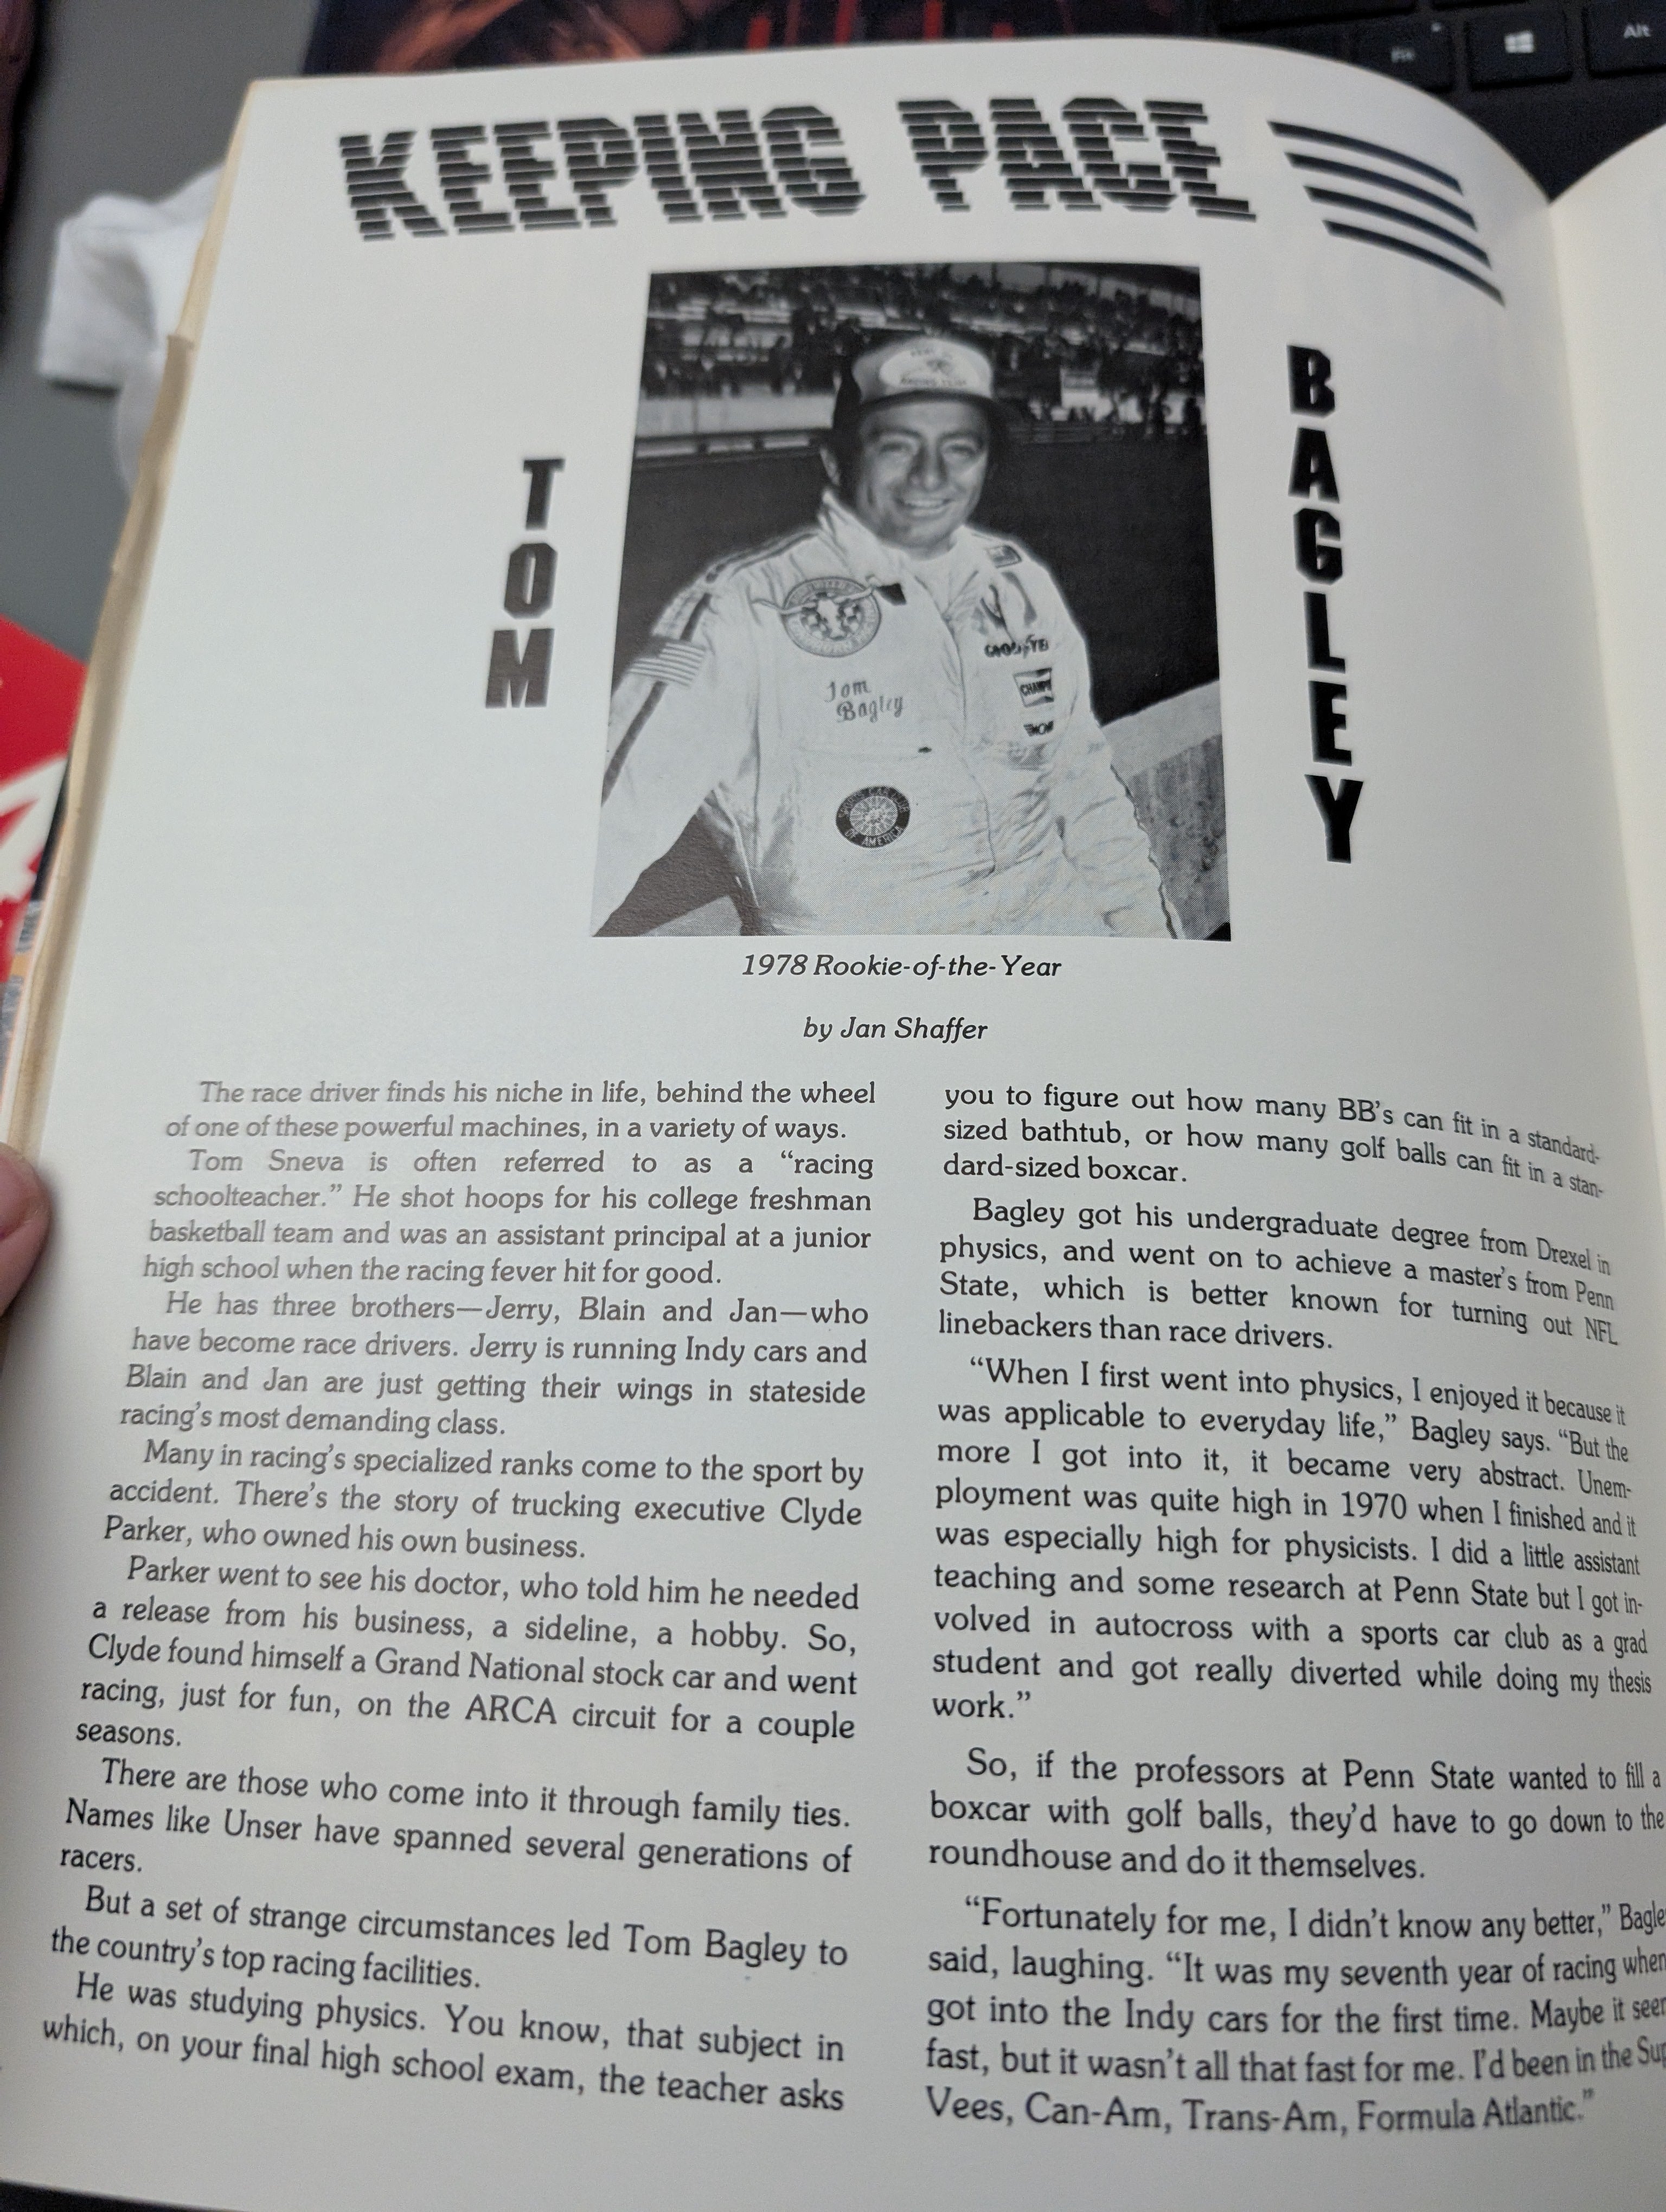 Alt
KEEPING PACE
TOM
BAGLEY
GOODYEAR
CHAMPION
Tom
Bagley
SPORTS CAR CLUB
OF AMERICA
1978 Rookie-of-the-Year
by Jan Shaffer
The race driver finds his niche in life, behind the wheel
of one of these powerful machines, in a variety of ways.
Tom Sneva is often referred to as a “racing
schoolteacher.” He shot hoops for his college freshman
basketball team and was an assistant principal at a junior
high school when the racing fever hit for good.
He has three brothers—Jerry, Blain and Jan—who
have become race drivers. Jerry is running Indy cars and
Blain and Jan are just getting their wings in stateside
racing’s most demanding class.
Many in racing’s specialized ranks come to the sport by
accident. There’s the story of trucking executive Clyde
Parker, who owned his own business.
Parker went to see his doctor, who told him he needed
a release from his business, a sideline, a hobby. So,
Clyde found himself a Grand National stock car and went
racing, just for fun, on the ARCA circuit for a couple
seasons.
There are those who come into it through family ties.
Names like Unser have spanned several generations of
racers.
But a set of strange circumstances led Tom Bagley to
the country’s top racing facilities.
He was studying physics. You know, that subject in
which, on your final high school exam, the teacher asks
you to figure out how many BB’s can fit in a standard-
sized bathtub, or how many golf balls can fit in a stan-
dard-sized boxcar.
Bagley got his undergraduate degree from Drexel in
physics, and went on to achieve a master’s from Penn
State, which is better known for turning out NFL
linebackers than race drivers.
“When I first went into physics, I enjoyed it because it
was applicable to everyday life,” Bagley says. “But the
more I got into it, it became very abstract. Unem-
ployment was quite high in 1970 when I finished and it
was especially high for physicists. I did a little assistant
teaching and some research at Penn State but I got in-
volved in autocross with a sports car club as a grad
student and got really diverted while doing my thesis
work.”
So, if the professors at Penn State wanted to fill a
boxcar with golf balls, they’d have to go down to the
roundhouse and do it themselves.
“Fortunately for me, I didn’t know any better,” Bagle
said, laughing. “It was my seventh year of racing when
got into the Indy cars for the first time. Maybe it seem
fast, but it wasn’t all that fast for me. I’d been in the Sup
Vees, Can-Am, Trans-Am, Formula Atlantic.”